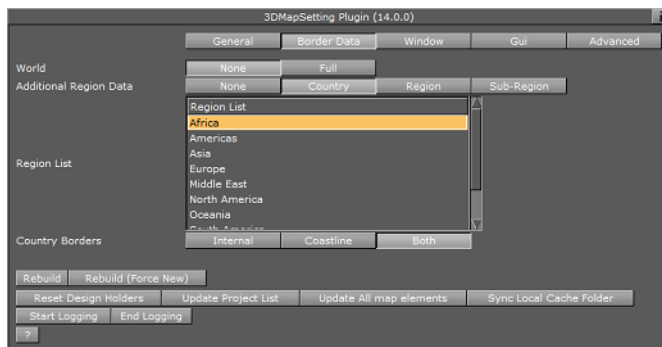 3DMapSetting Plugin (14.0.0)
General Border Data Window Gui Advanced
World None Full
Additional Region Data None Country Region Sub-Region
Region List
Africa
Americas
Asia
Europe
Region List
Middle East
North America
Oceania
South America
Country Borders Internal Coastline Both
Rebuild Rebuild (Force New)
Reset Design Holders Update Project List Update All map elements Sync Local Cache Folder
Start Logging End Logging
?